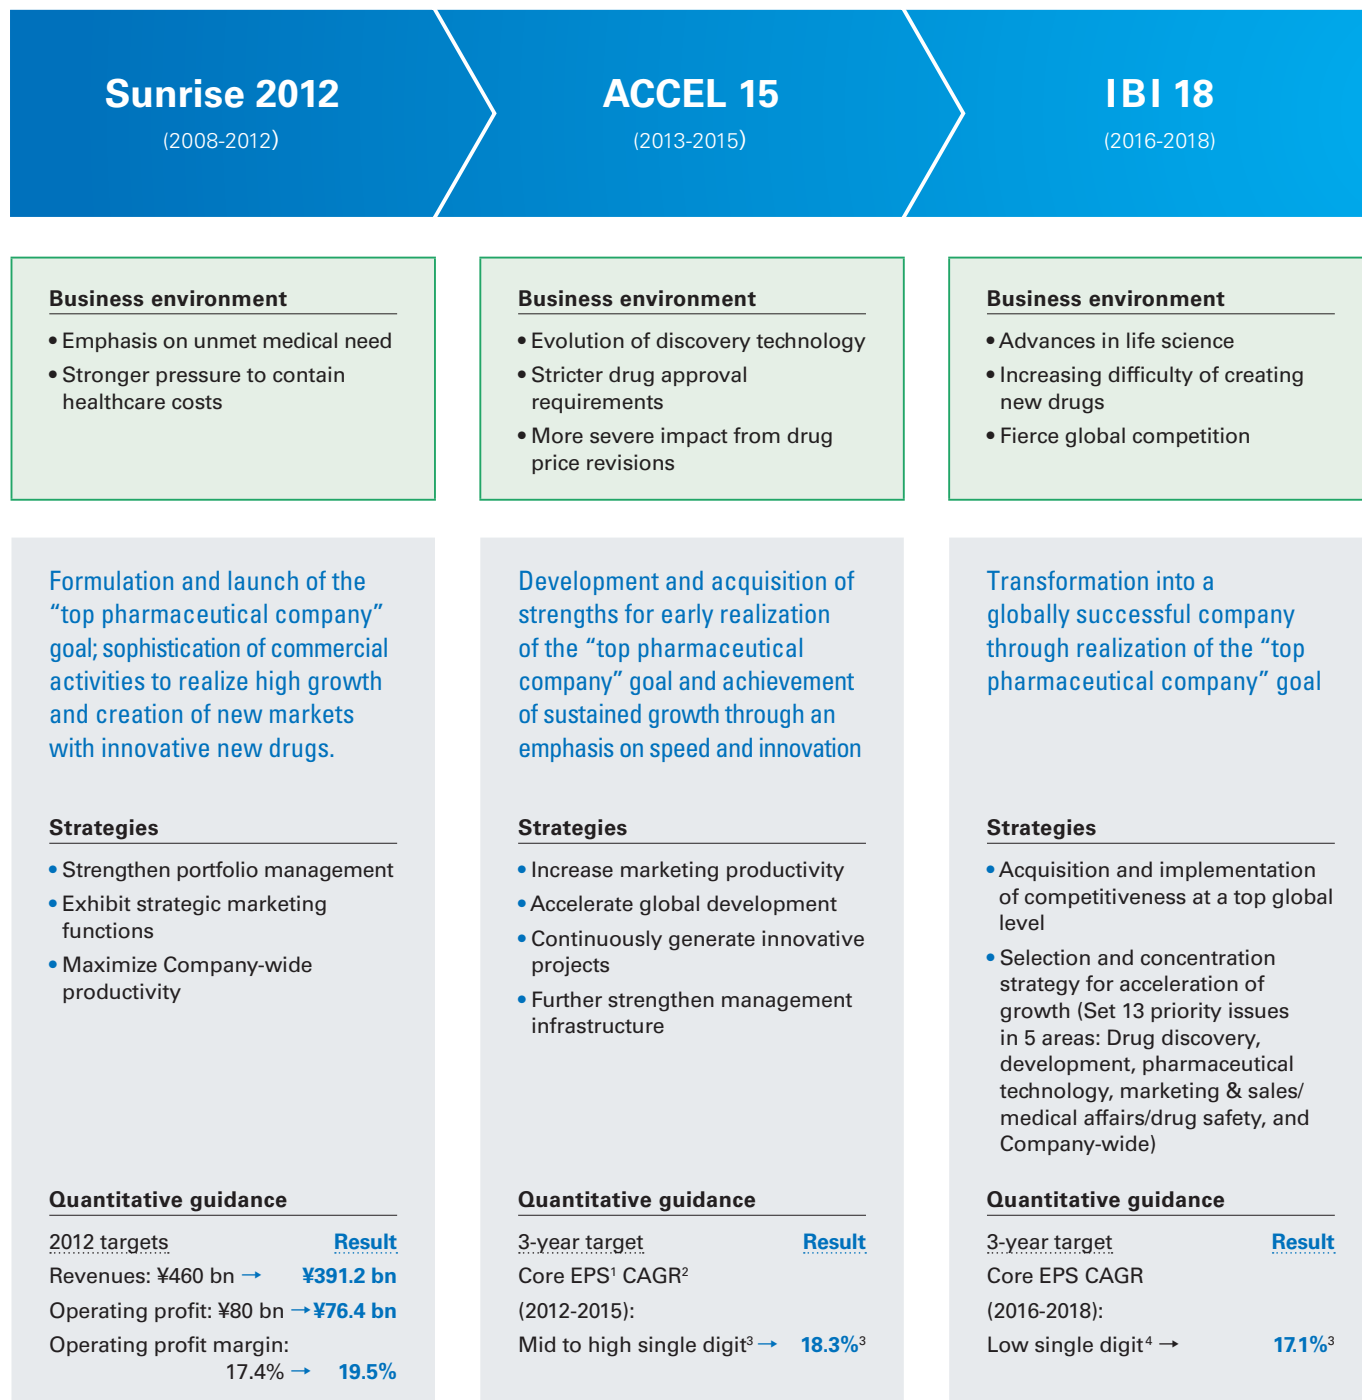 Sunrise 2012
(2008-2012)
ACCEL 15
(2013-2015)
IBI 18
(2016-2018)
Business environment
• Emphasis on unmet medical need
• Stronger pressure to contain
healthcare costs
Business environment
• Evolution of discovery technology
• Stricter drug approval
requirements
• More severe impact from drug
price revisions
Business environment
• Advances in life science
• Increasing difficulty of creating
new drugs
• Fierce global competition
Formulation and launch of the
“top pharmaceutical company”
goal; sophistication of commercial
activities to realize high growth
and creation of new markets
with innovative new drugs.
Strategies
• Strengthen portfolio management
• Exhibit strategic marketing
functions
• Maximize Company-wide
productivity
Quantitative guidance
2012 targets Result
Revenues: ¥460 bn → ¥391.2 bn
Operating profit: ¥80 bn → ¥76.4 bn
Operating profit margin:
17.4% → 19.5%
Development and acquisition of
strengths for early realization
of the “top pharmaceutical
company” goal and achievement
of sustained growth through an
emphasis on speed and innovation
Strategies
• Increase marketing productivity
• Accelerate global development
• Continuously generate innovative
projects
• Further strengthen management
infrastructure
Quantitative guidance
3-year target Result
Core EPS¹ CAGR²
(2012-2015):
Mid to high single digit³ → 18.3%³
Transformation into a
globally successful company
through realization of the “top
pharmaceutical company” goal
Strategies
• Acquisition and implementation
of competitiveness at a top global
level
• Selection and concentration
strategy for acceleration of
growth (Set 13 priority issues
in 5 areas: Drug discovery,
development, pharmaceutical
technology, marketing & sales/
medical affairs/drug safety, and
Company-wide)
Quantitative guidance
3-year target Result
Core EPS CAGR
(2016-2018):
Low single digit⁴ → 17.1%³